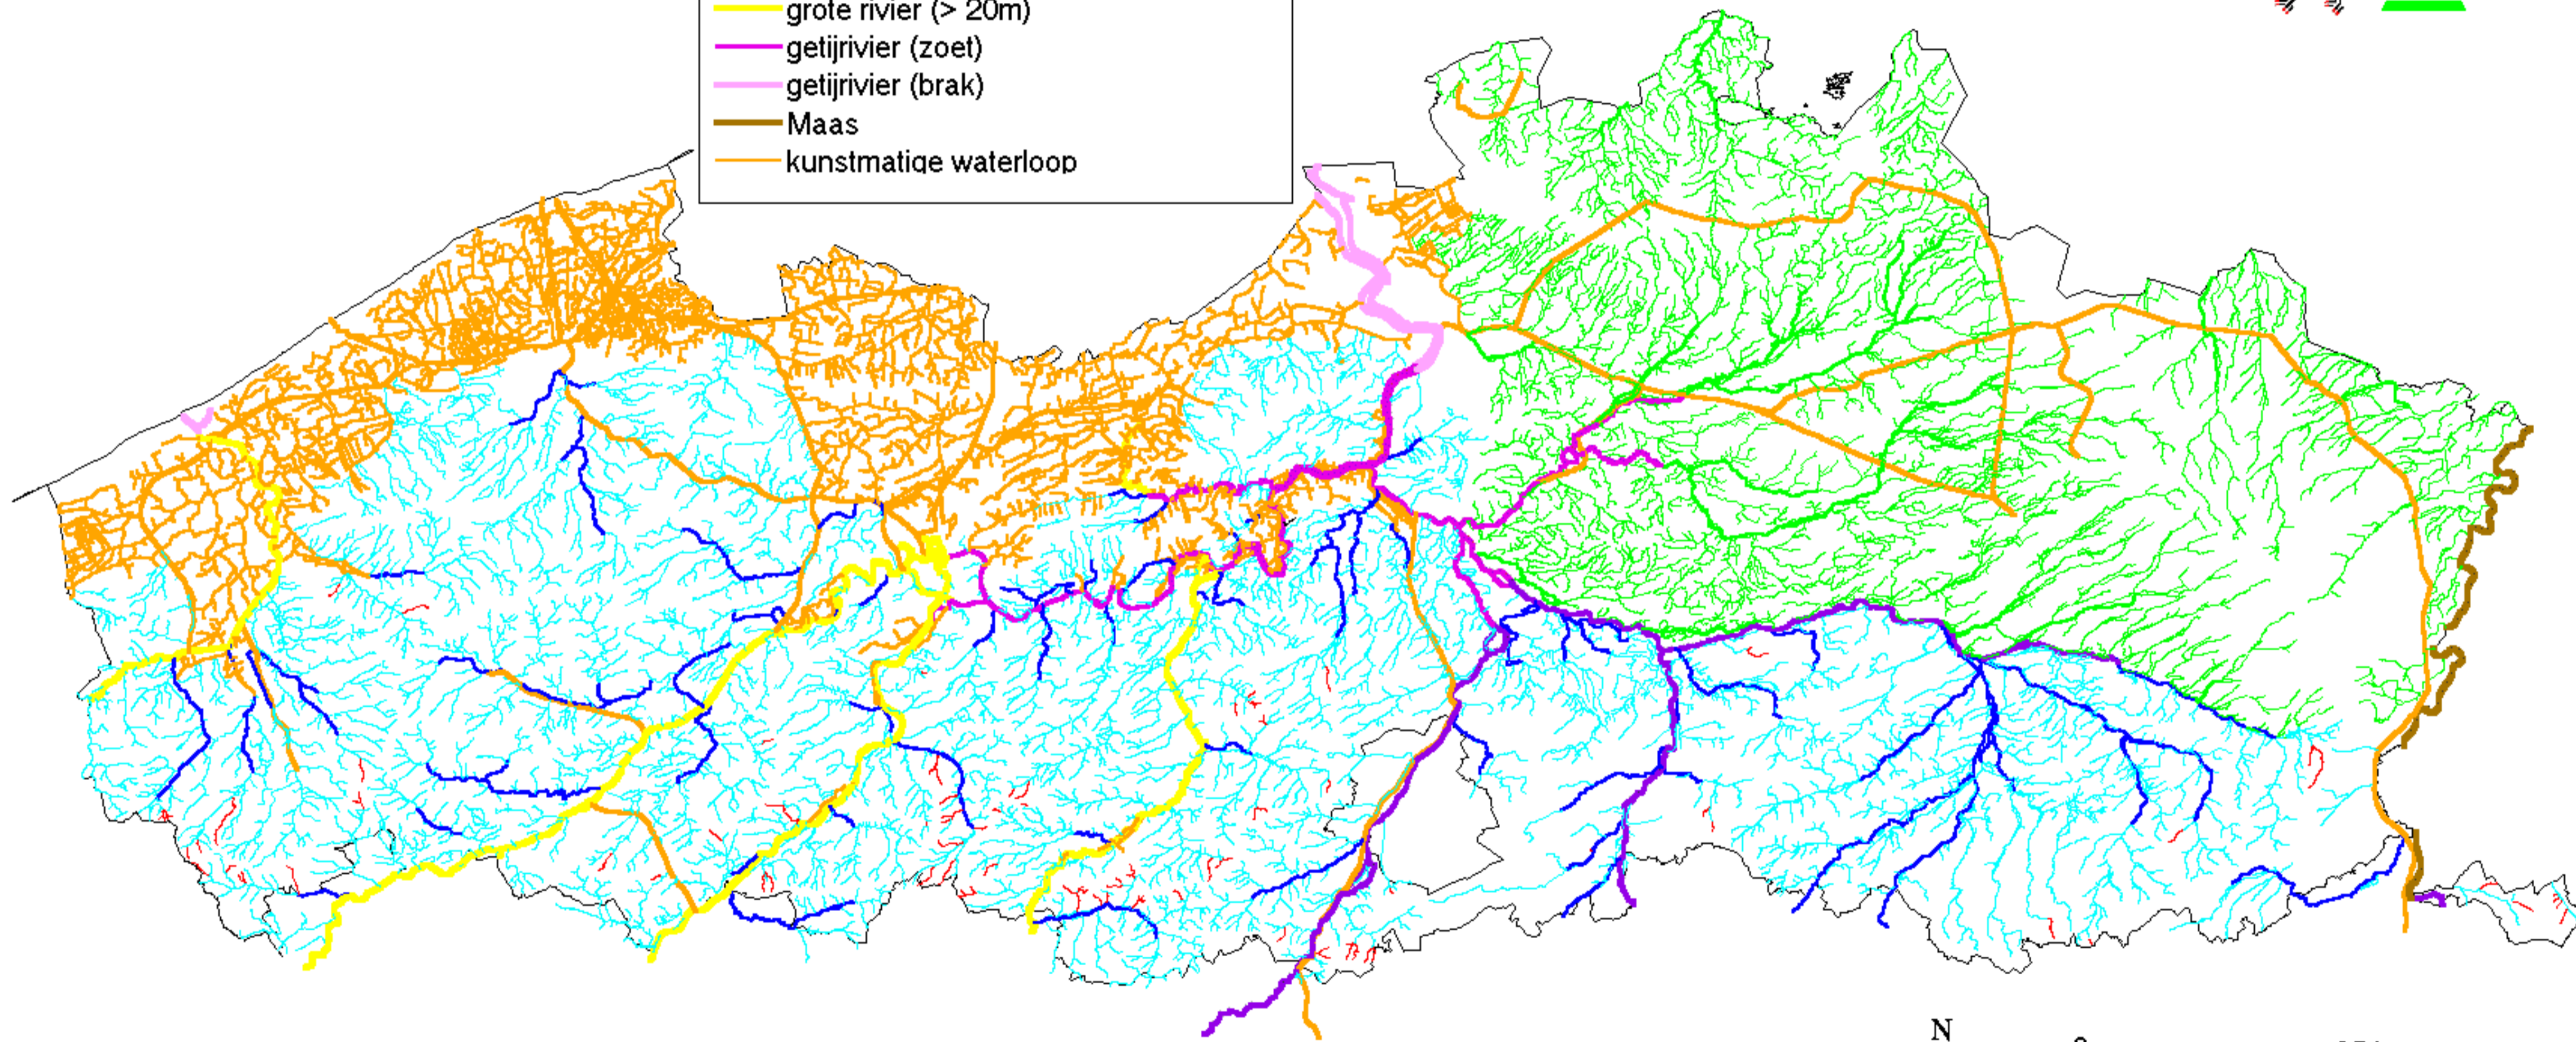 grote rivier (> 20m)
getijrivier (zoet)
getijrivier (brak)
Maas
kunstmatige waterloop
N